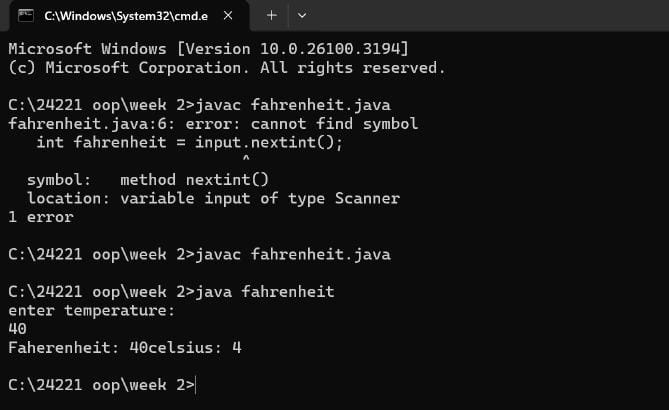 C:\Windows\System32\cmd.e
Microsoft Windows [Version 10.0.26100.3194]
(c) Microsoft Corporation. All rights reserved.
C:\24221 oop\week 2>javac fahrenheit.java
fahrenheit.java:6: error: cannot find symbol
int fahrenheit = input.nextint();
^
symbol: method nextint()
location: variable input of type Scanner
1 error
C:\24221 oop\week 2>javac fahrenheit.java
C:\24221 oop\week 2>java fahrenheit
enter temperature:
40
Faherenheit: 40celsius: 4
C:\24221 oop\week 2>